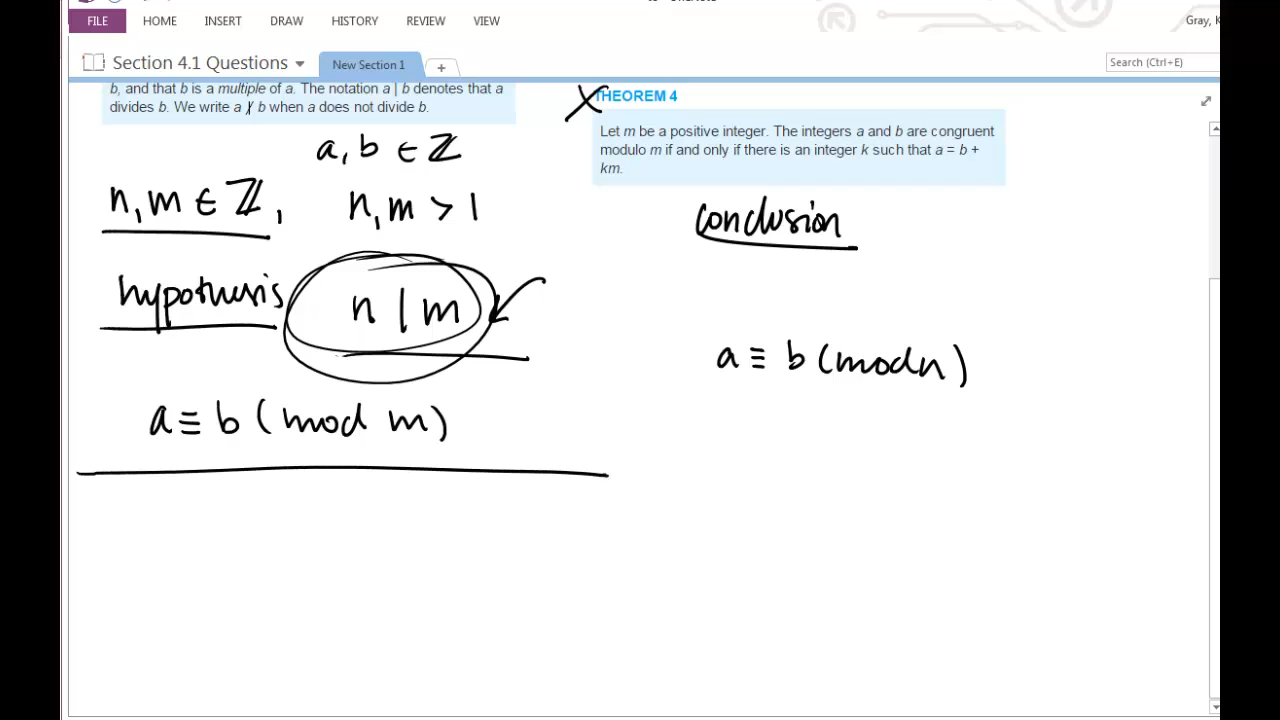 FILE HOME INSERT DRAW HISTORY REVIEW VIEW
Gray, K
Section 4.1 Questions New Section 1 +
Search (Ctrl+E)
b, and that b is a multiple of a. The notation a | b denotes that a
divides b. We write a ∤ b when a does not divide b.
THEOREM 4
Let m be a positive integer. The integers a and b are congruent
modulo m if and only if there is an integer k such that a = b +
km.
a, b ∈ ℤ
n, m ∈ ℤ, n, m > 1
conclusion
hypothesis n | m
a ≡ b (mod n)
a ≡ b (mod m)